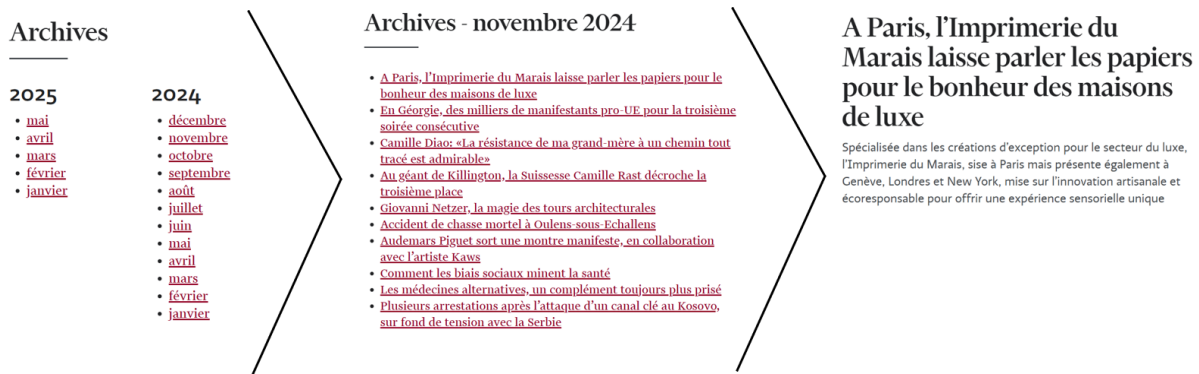 Archives
2025
mai
avril
mars
février
janvier
2024
décembre
novembre
octobre
septembre
août
juillet
juin
mai
avril
mars
février
janvier
Archives - novembre 2024
A Paris, l’Imprimerie du Marais laisse parler les papiers pour le
bonheur des maisons de luxe
En Géorgie, des milliers de manifestants pro-UE pour la troisième
soirée consécutive
Camille Diao: «La résistance de ma grand-mère à un chemin tout
tracé est admirable»
Au géant de Killington, la Suissesse Camille Rast décroche la
troisième place
Giovanni Netzer, la magie des tours architecturales
Accident de chasse mortel à Oulens-sous-Echallens
Audemars Piguet sort une montre manifeste, en collaboration
avec l’artiste Kaws
Comment les biais sociaux minent la santé
Les médecines alternatives, un complément toujours plus prisé
Plusieurs arrestations après l’attaque d’un canal clé au Kosovo,
sur fond de tension avec la Serbie
A Paris, l’Imprimerie du
Marais laisse parler les papiers
pour le bonheur des maisons
de luxe
Spécialisée dans les créations d’exception pour le secteur du luxe,
l’Imprimerie du Marais, sise à Paris mais présente également à
Genève, Londres et New York, mise sur l’innovation artisanale et
écoresponsable pour offrir une expérience sensorielle unique